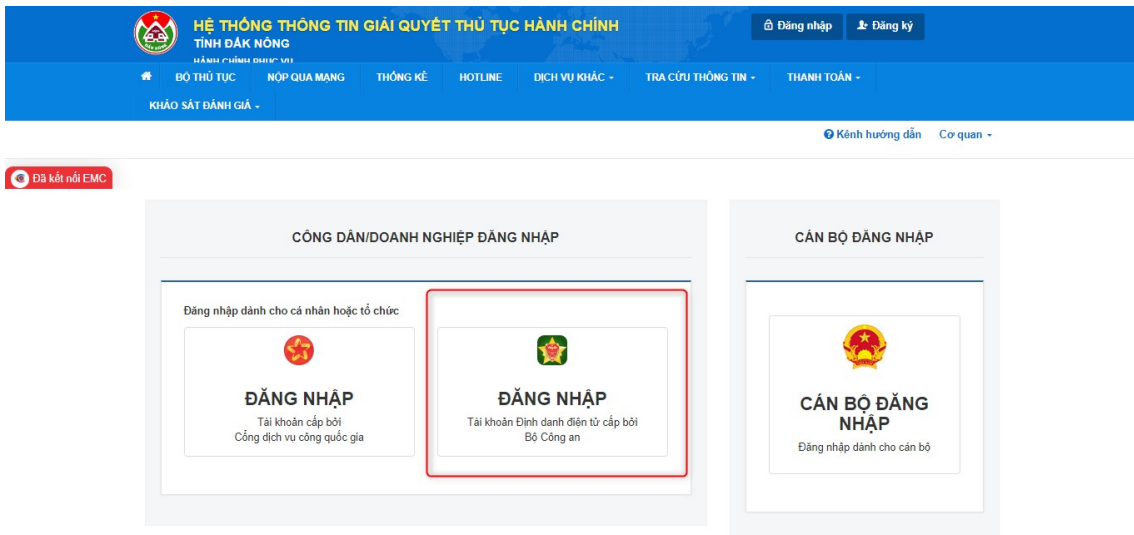 HỆ THỐNG THÔNG TIN GIẢI QUYẾT THỦ TỤC HÀNH CHÍNH
TỈNH ĐẮK NÔNG
HÀNH CHÍNH PHỤC VỤ
Đăng nhập
Đăng ký
BỘ THỦ TỤC
NỘP QUA MẠNG
THỐNG KÊ
HOTLINE
DỊCH VỤ KHÁC
TRA CỨU THÔNG TIN
THANH TOÁN
KHẢO SÁT ĐÁNH GIÁ
Kênh hướng dẫn
Cơ quan
Đã kết nối EMC
CÔNG DÂN/DOANH NGHIỆP ĐĂNG NHẬP
Đăng nhập dành cho cá nhân hoặc tổ chức
ĐĂNG NHẬP
Tài khoản cấp bởi
Cổng dịch vụ công quốc gia
ĐĂNG NHẬP
Tài khoản Định danh điện tử cấp bởi
Bộ Công an
CÁN BỘ ĐĂNG NHẬP
CÁN BỘ ĐĂNG
NHẬP
Đăng nhập dành cho cán bộ